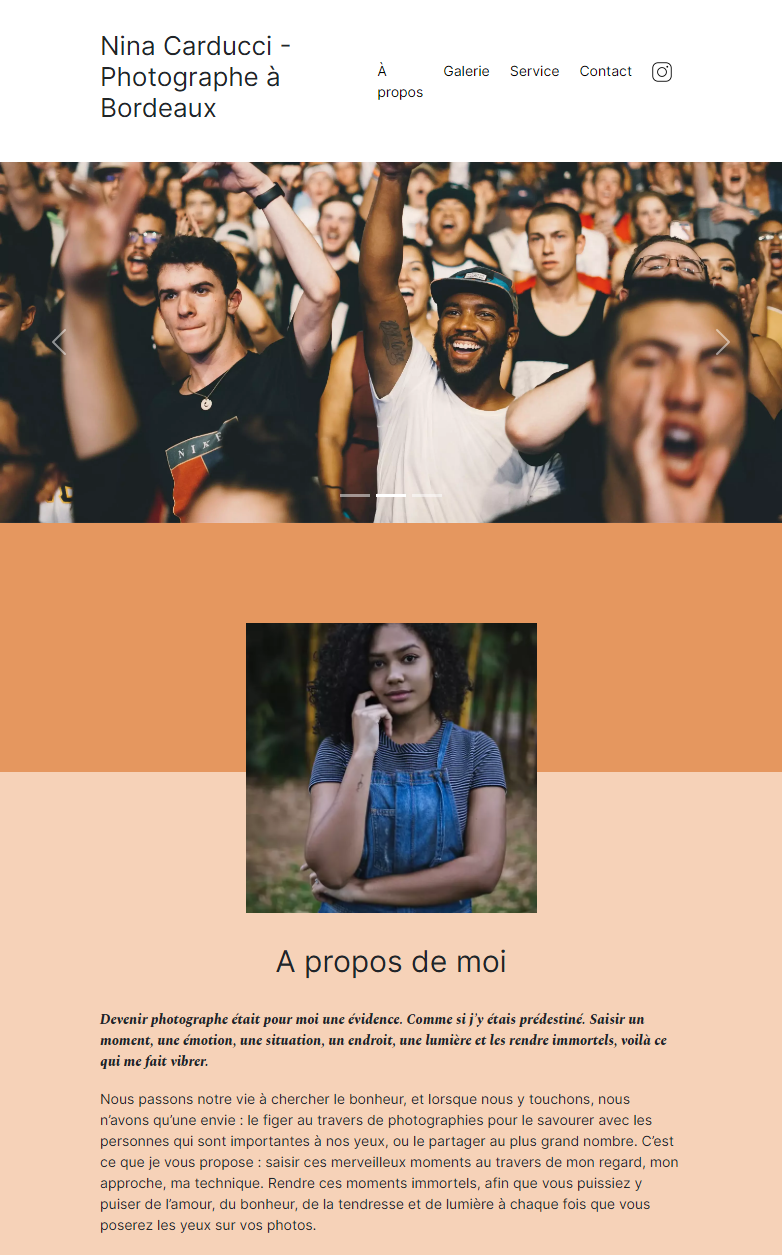 Nina Carducci -
Photographe à
Bordeaux
À
propos
Galerie
Service
Contact
NIKE
A propos de moi
Devenir photographe était pour moi une évidence. Comme si j'y étais prédestiné. Saisir un
moment, une émotion, une situation, un endroit, une lumière et les rendre immortels, voilà ce
qui me fait vibrer.
Nous passons notre vie à chercher le bonheur, et lorsque nous y touchons, nous
n’avons qu’une envie : le figer au travers de photographies pour le savourer avec les
personnes qui sont importantes à nos yeux, ou le partager au plus grand nombre. C’est
ce que je vous propose : saisir ces merveilleux moments au travers de mon regard, mon
approche, ma technique. Rendre ces moments immortels, afin que vous puissiez y
puiser de l’amour, du bonheur, de la tendresse et de lumière à chaque fois que vous
poserez les yeux sur vos photos.